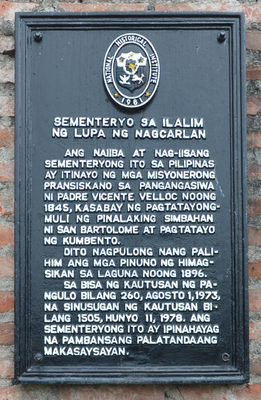 NATIONAL HISTORICAL INSTITUTE
1981
SEMENTERYO SA ILALIM
NG LUPA NG NAGCARLAN
ANG NAIIBA AT NAG-IISANG
SEMENTERYONG ITO SA PILIPINAS
AY ITINAYO NG MGA MISYONERONG
PRANSISKANO SA PANGANGASIWA
NI PADRE VICENTE VELLOC NOONG
1845, KASABAY NG PAGTATAYONG-
MULI NG PINALAKING SIMBAHAN
NI SAN BARTOLOME AT PAGTATAYO
NG KUMBENTO.
DITO NAGPULONG NANG PALI-
HIM ANG MGA PINUNO NG HIMAG-
SIKAN SA LAGUNA NOONG 1896.
SA BISA NG KAUTUSAN NG PA-
NGULO BILANG 260, AGOSTO 1, 1973,
NA SINUSUGAN NG KAUTUSAN BI-
LANG 1505, HUNYO 11, 1978. ANG
SEMENTERYONG ITO AY IPINAHAYAG
NA PAMBANSANG PALATANDAANG
MAKASAYSAYAN.